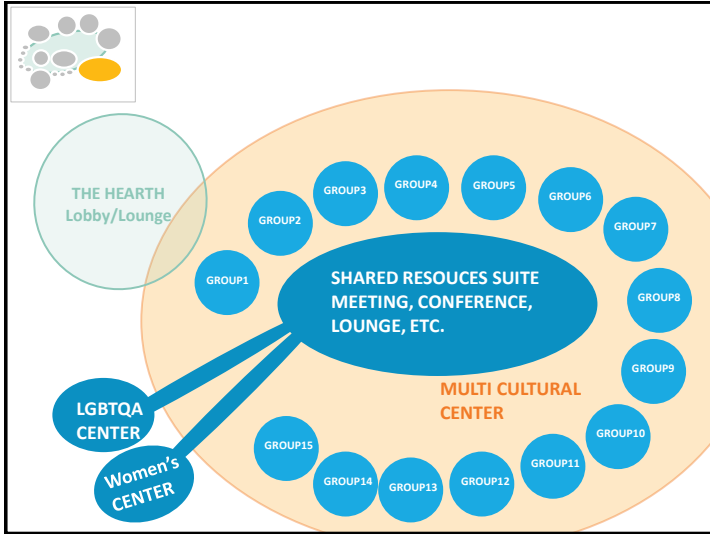 THE HEARTH
Lobby/Lounge
GROUP1
GROUP2
GROUP3
GROUP4
GROUP5
GROUP6
GROUP7
GROUP8
GROUP9
GROUP10
GROUP11
GROUP12
GROUP13
GROUP14
GROUP15
SHARED RESOUCES SUITE
MEETING, CONFERENCE,
LOUNGE, ETC.
MULTI CULTURAL
CENTER
LGBTQA
CENTER
Women's
CENTER